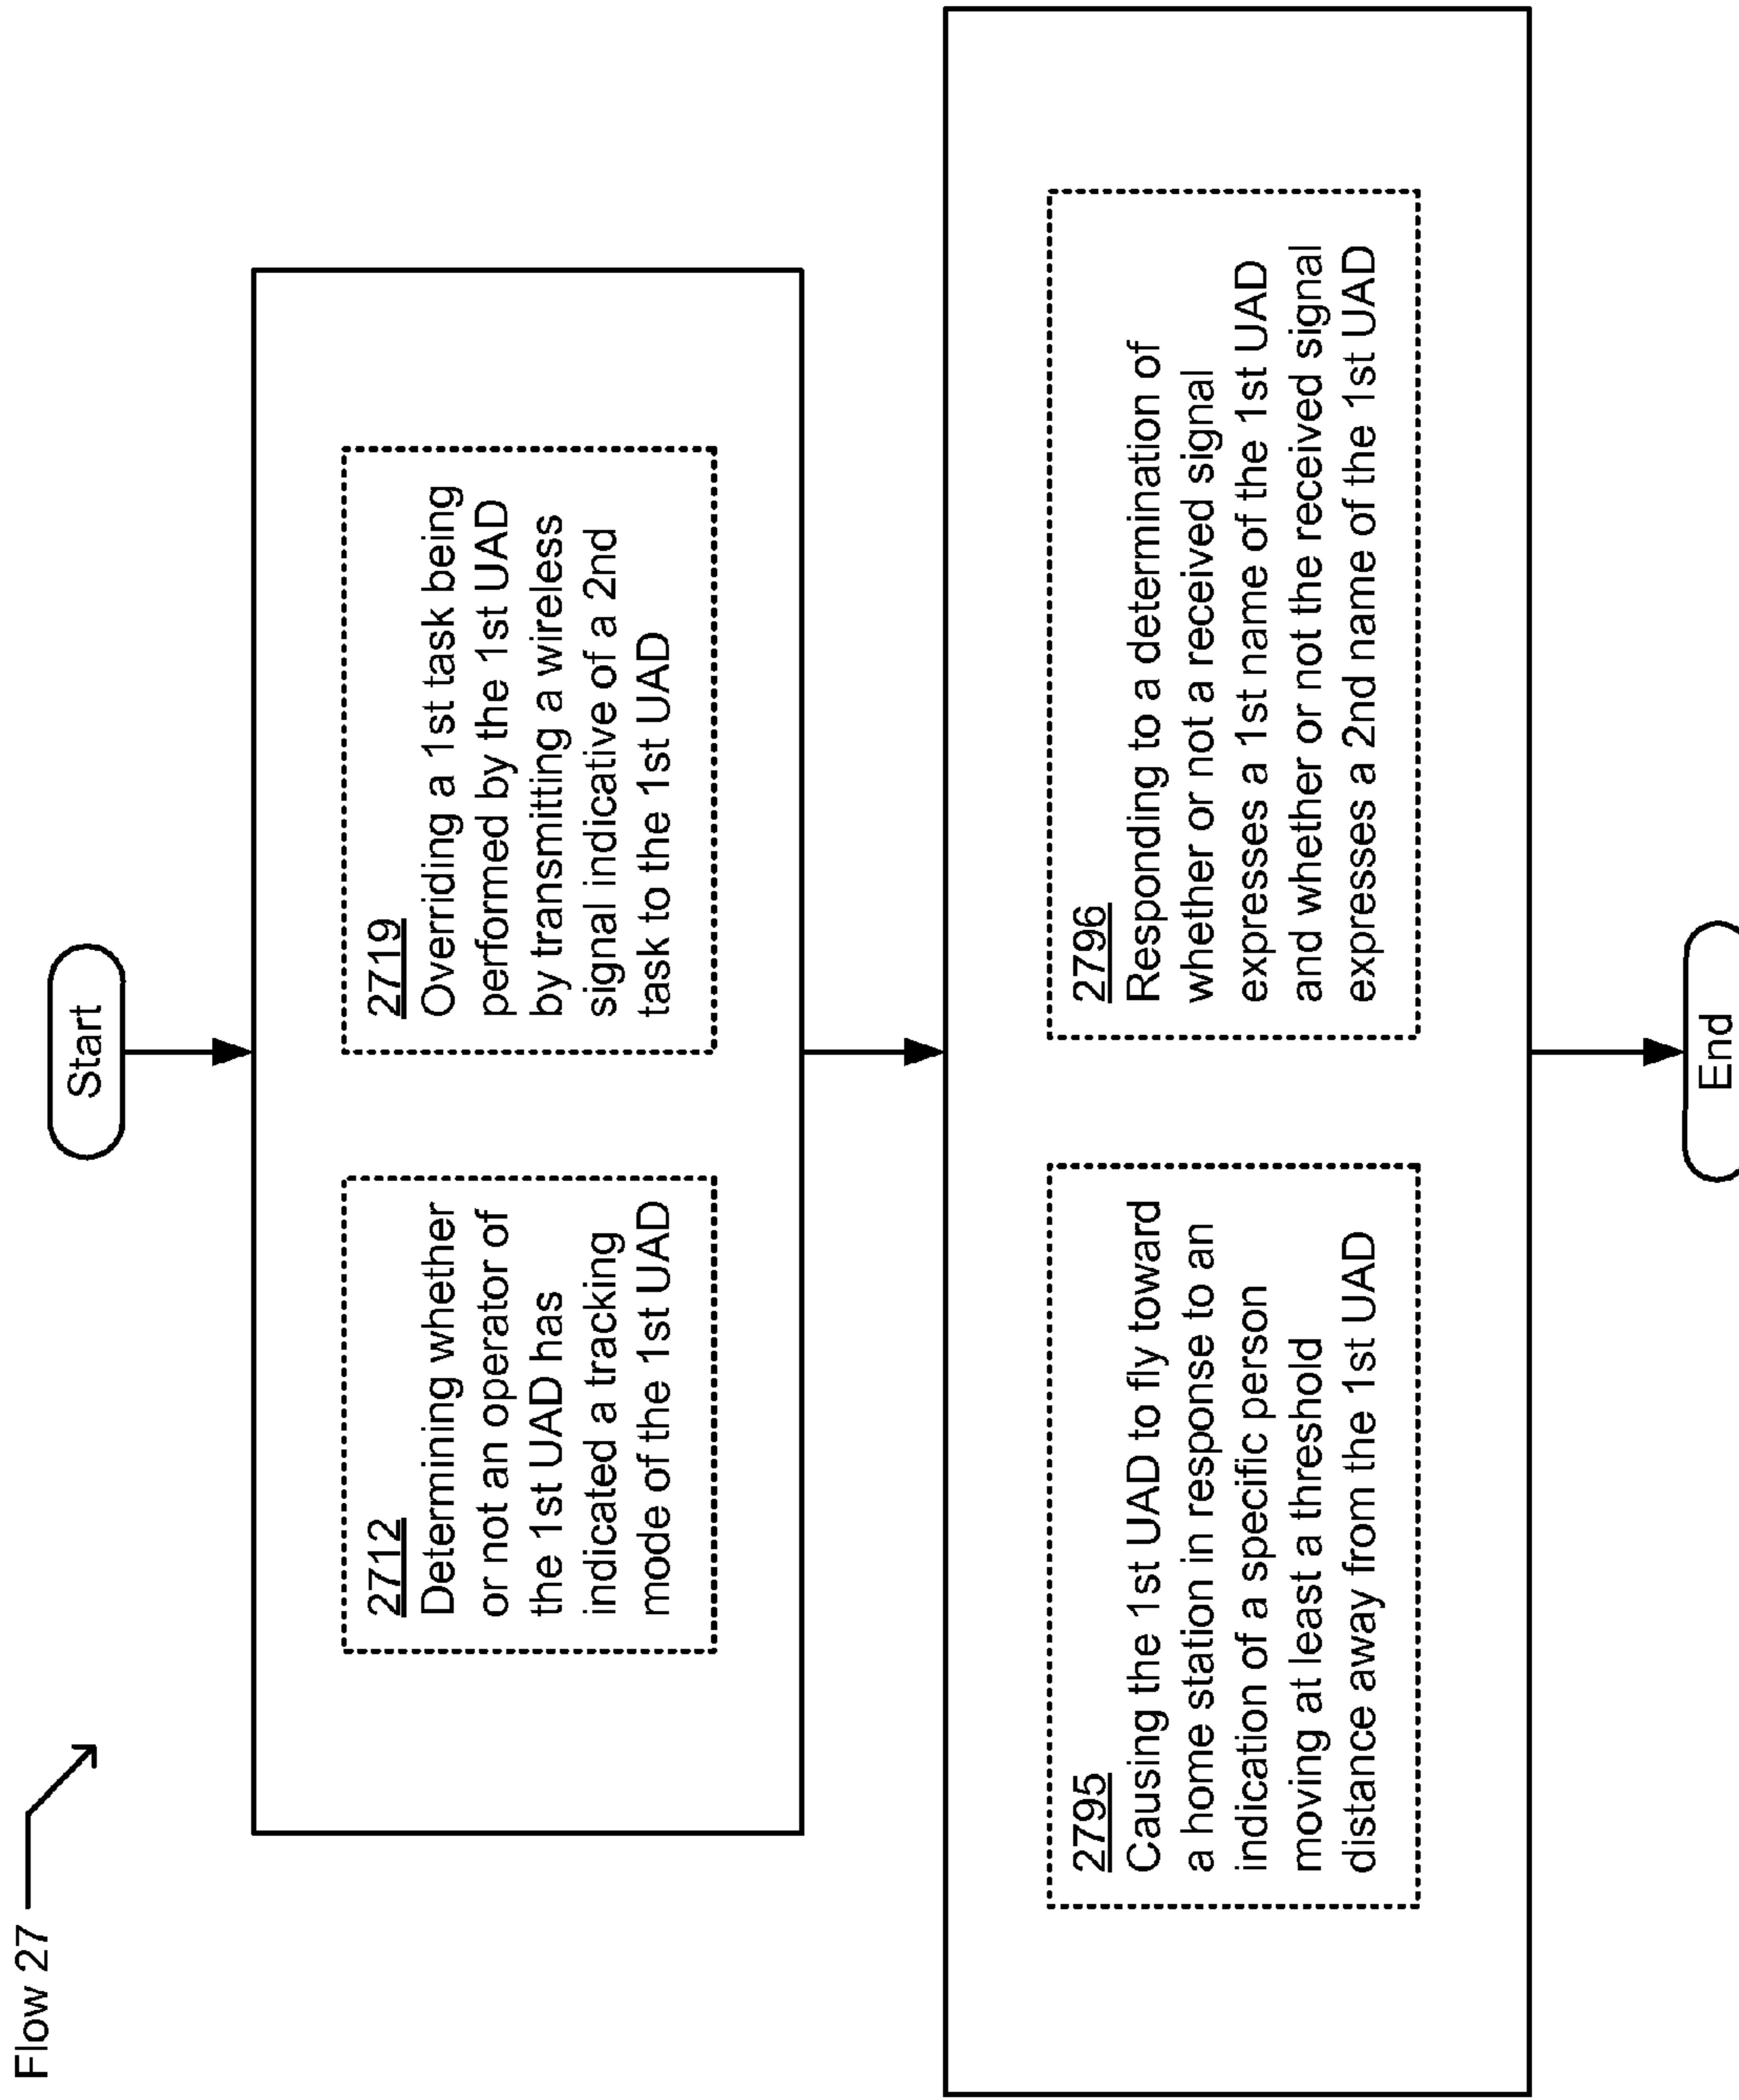 Flow 27
Start
2712
Determining whether
or not an operator of
the 1st UAD has
indicated a tracking
mode of the 1st UAD
2719
Overriding a 1st task being
performed by the 1st UAD
by transmitting a wireless
signal indicative of a 2nd
task to the 1st UAD
2795
Causing the 1st UAD to fly toward
a home station in response to an
indication of a specific person
moving at least a threshold
distance away from the 1st UAD
2796
Responding to a determination of
whether or not a received signal
expresses a 1st name of the 1st UAD
and whether or not the received signal
expresses a 2nd name of the 1st UAD
End